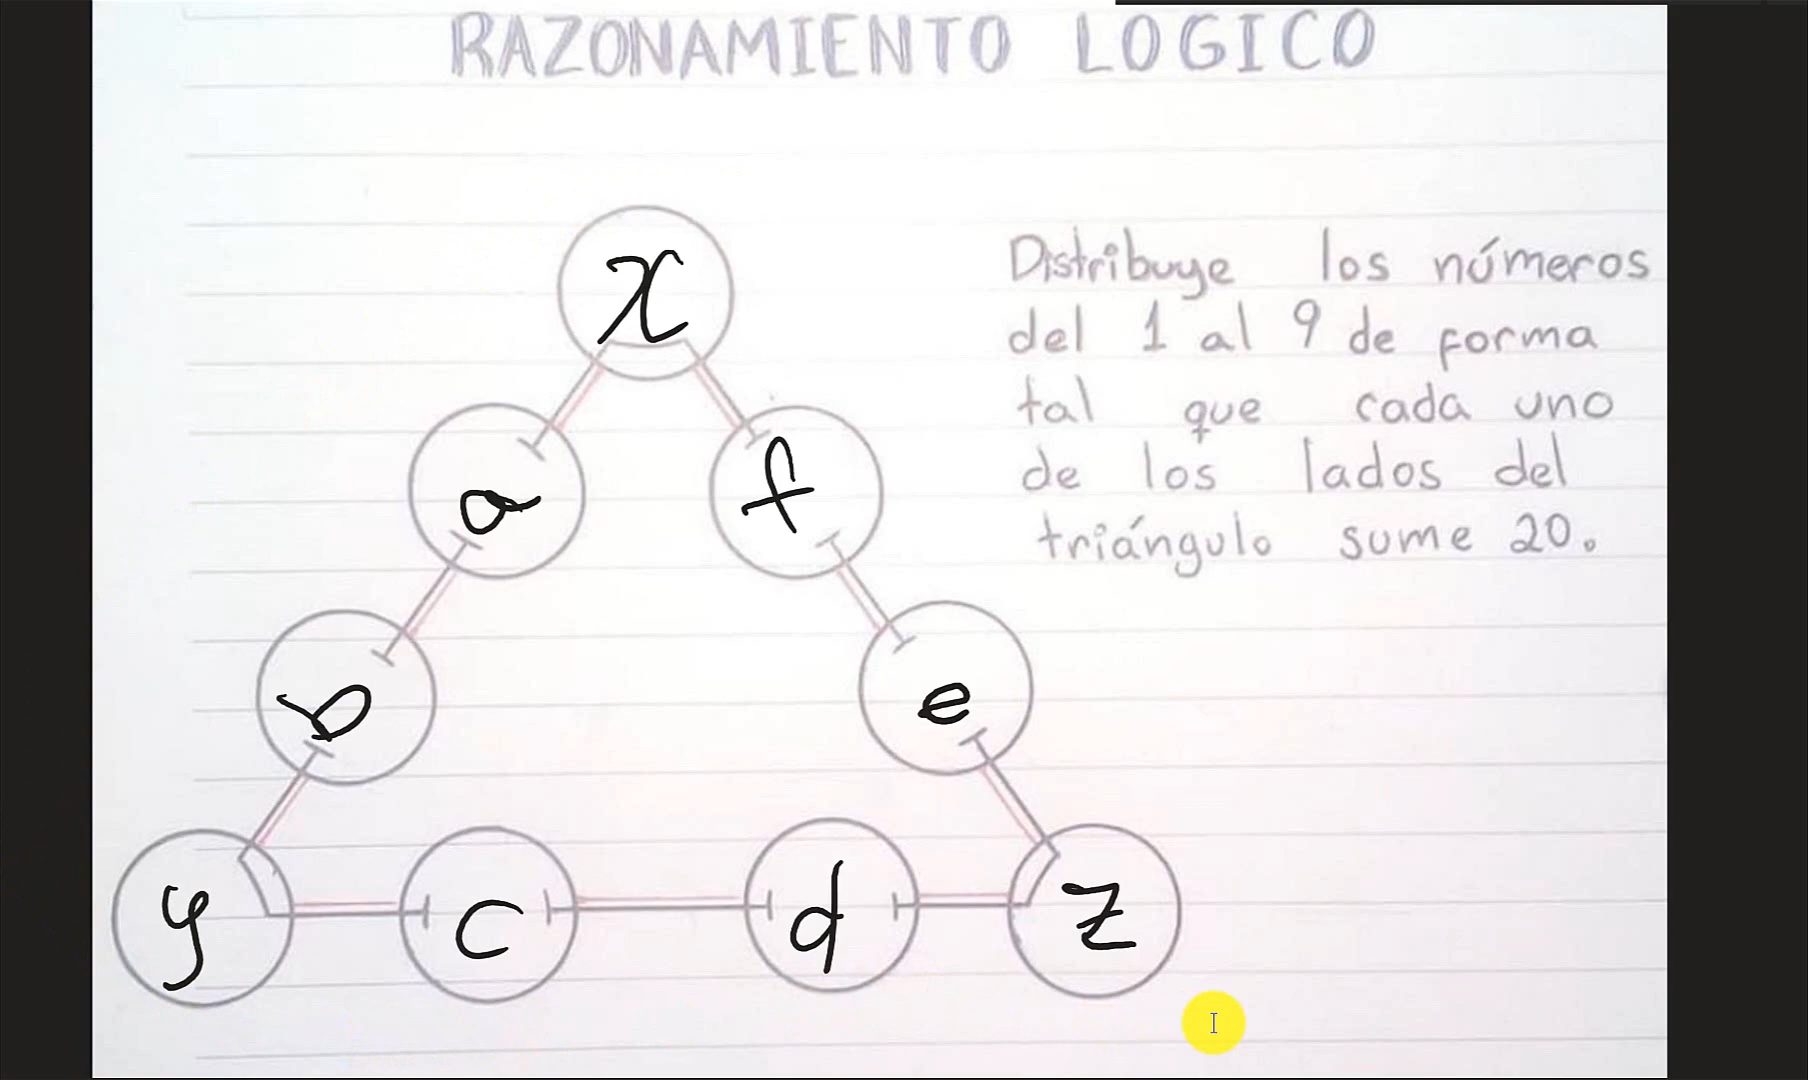 RAZONAMIENTO LOGICO
x
Distribuye los números
del 1 al 9 de forma
tal que cada uno
de los lados del
triángulo sume 20.
a f
b e
y c d z